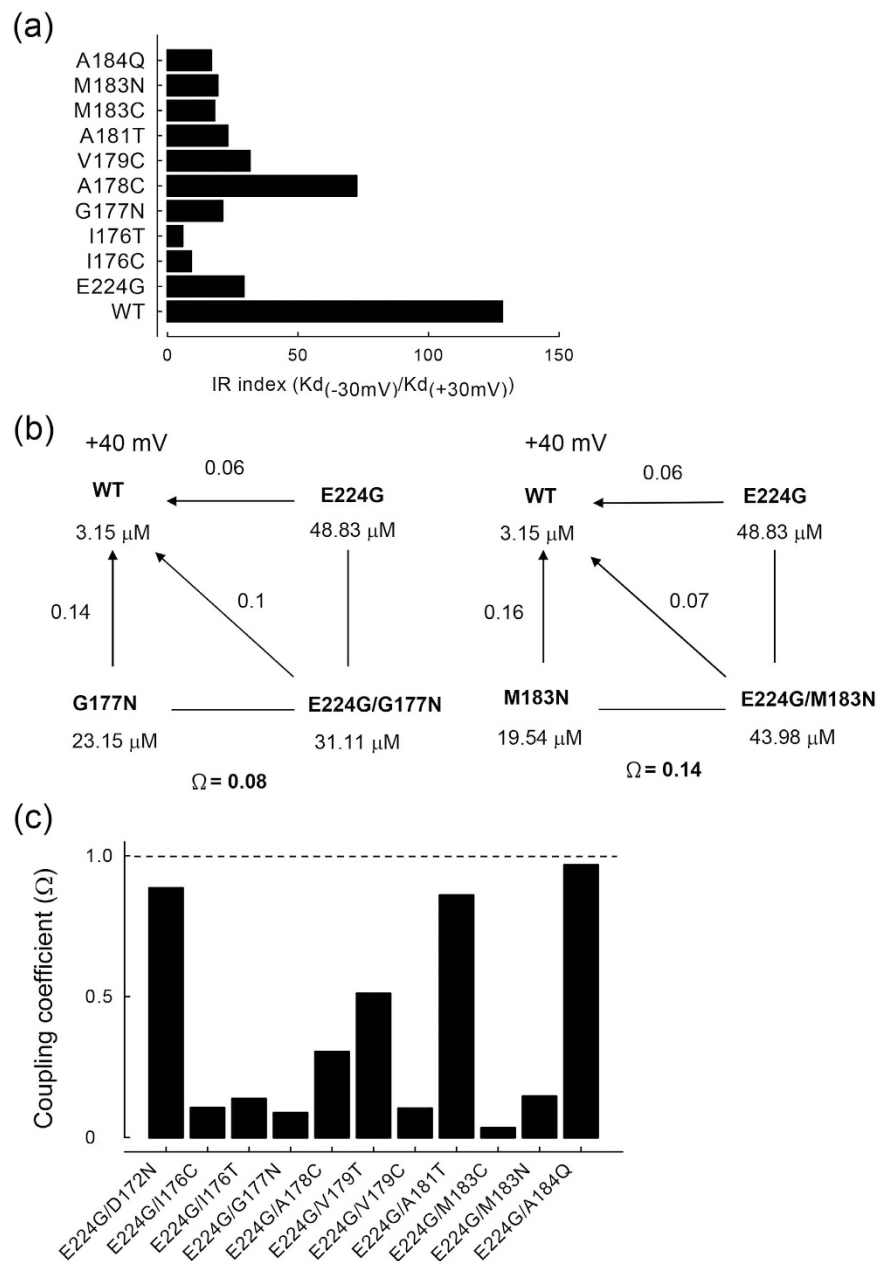 (a)
A184Q
M183N
M183C
A181T
V179C
A178C
G177N
I176T
I176C
E224G
WT
0 50 100 150
IR index (Kd(-30mV)/Kd(+30mV))
(b)
+40 mV
WT
3.15 μM
0.06
E224G
48.83 μM
0.14
0.1
G177N
23.15 μM
E224G/G177N
31.11 μM
Ω = 0.08
+40 mV
WT
3.15 μM
0.06
E224G
48.83 μM
0.16
0.07
M183N
19.54 μM
E224G/M183N
43.98 μM
Ω = 0.14
(c)
Coupling coefficient (Ω)
1.0
0.5
0
E224G/D172N
E224G/I176C
E224G/I176T
E224G/G177N
E224G/A178C
E224G/V179T
E224G/V179C
E224G/A181T
E224G/M183C
E224G/M183N
E224G/A184Q